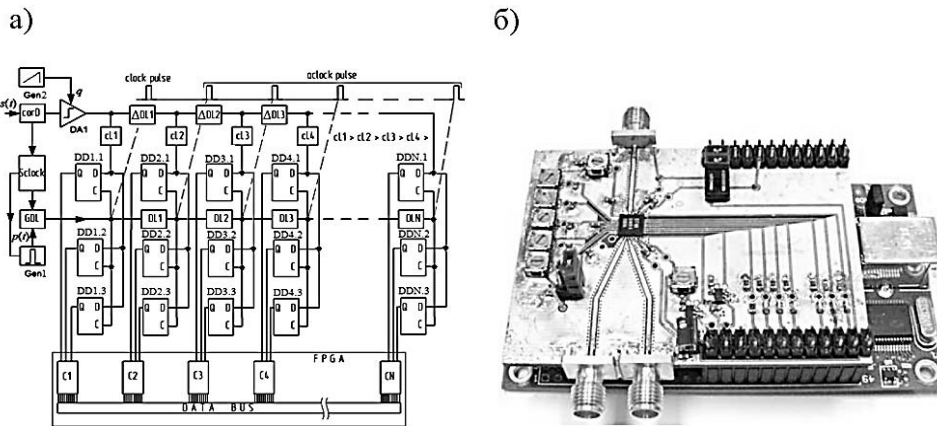 а)
б)
clock pulse
aclock pulse
Gen2
q
s(t)
corD
DA1
ΔDL1
ΔDL2
ΔDL3
cl1
cl2
cl3
cl4
cl1 > cl2 > cl3 > cl4 >
DD1.1
DD2.1
DD3.1
DD4.1
DDN.1
Q D
C
Q D
C
Q D
C
Q D
C
Q D
C
Sclock
GDL
DL1
DL2
DL3
DLN
p(t)
Gen1
DD1.2
DD2.2
DD3.2
DD4.2
DDN.2
Q D
C
Q D
C
Q D
C
Q D
C
Q D
C
DD1.3
DD2.3
DD3.3
DD4.3
DDN.3
Q D
C
Q D
C
Q D
C
Q D
C
Q D
C
FPGA
C1
C2
C3
C4
CN
DATA BUS
49